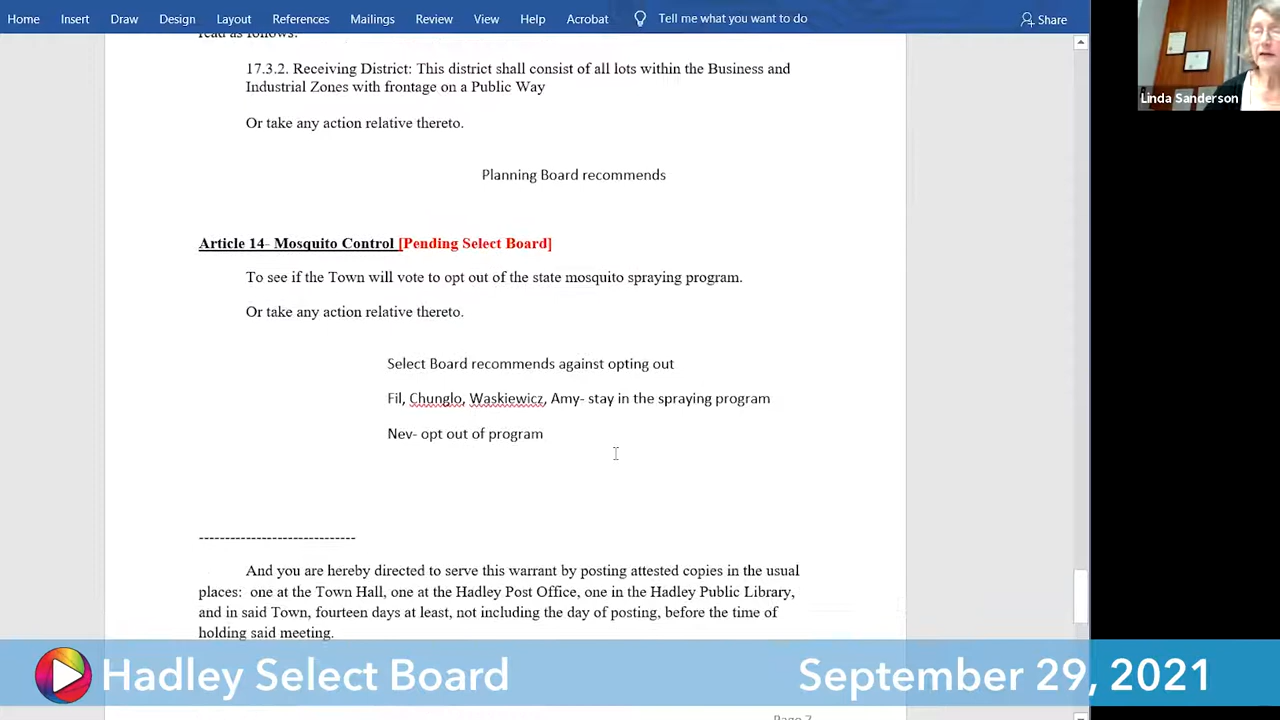 Home Insert Draw Design Layout References Mailings Review View Help Acrobat Tell me what you want to do Share
read as follows:
17.3.2. Receiving District: This district shall consist of all lots within the Business and
Industrial Zones with frontage on a Public Way
Linda Sanderson
Or take any action relative thereto.
Planning Board recommends
Article 14- Mosquito Control [Pending Select Board]
To see if the Town will vote to opt out of the state mosquito spraying program.
Or take any action relative thereto.
Select Board recommends against opting out
Fil, Chunglo, Waskiewicz, Amy- stay in the spraying program
Nev- opt out of program
------------------------------
And you are hereby directed to serve this warrant by posting attested copies in the usual
places: one at the Town Hall, one at the Hadley Post Office, one in the Hadley Public Library,
and in said Town, fourteen days at least, not including the day of posting, before the time of
holding said meeting.
Hadley Select Board September 29, 2021